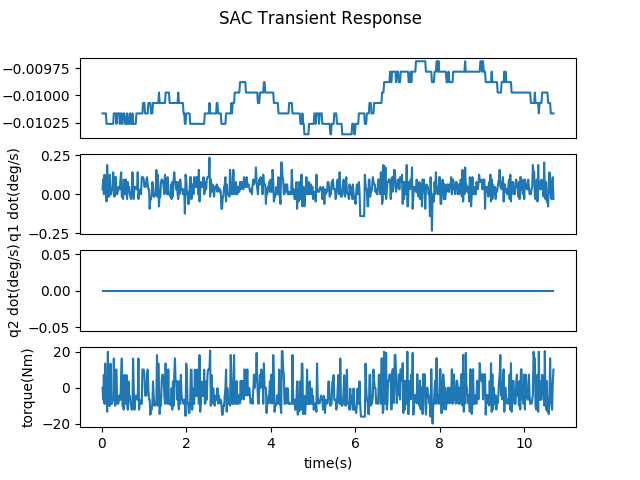 SAC Transient Response
−0.00975
−0.01000
−0.01025
0.25
0.00
−0.25
q1 dot(deg/s)
0.05
0.00
−0.05
q2 dot(deg/s)
20
0
−20
torque(Nm)
0 2 4 6 8 10
time(s)